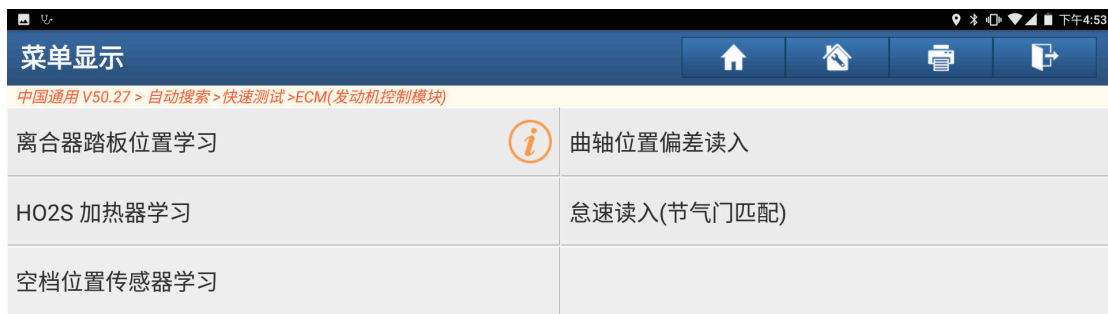 下午4:53
菜单显示
中国通用 V50.27 > 自动搜索 >快速测试 >ECM(发动机控制模块)
离合器踏板位置学习
曲轴位置偏差读入
HO2S 加热器学习
怠速读入(节气门匹配)
空档位置传感器学习